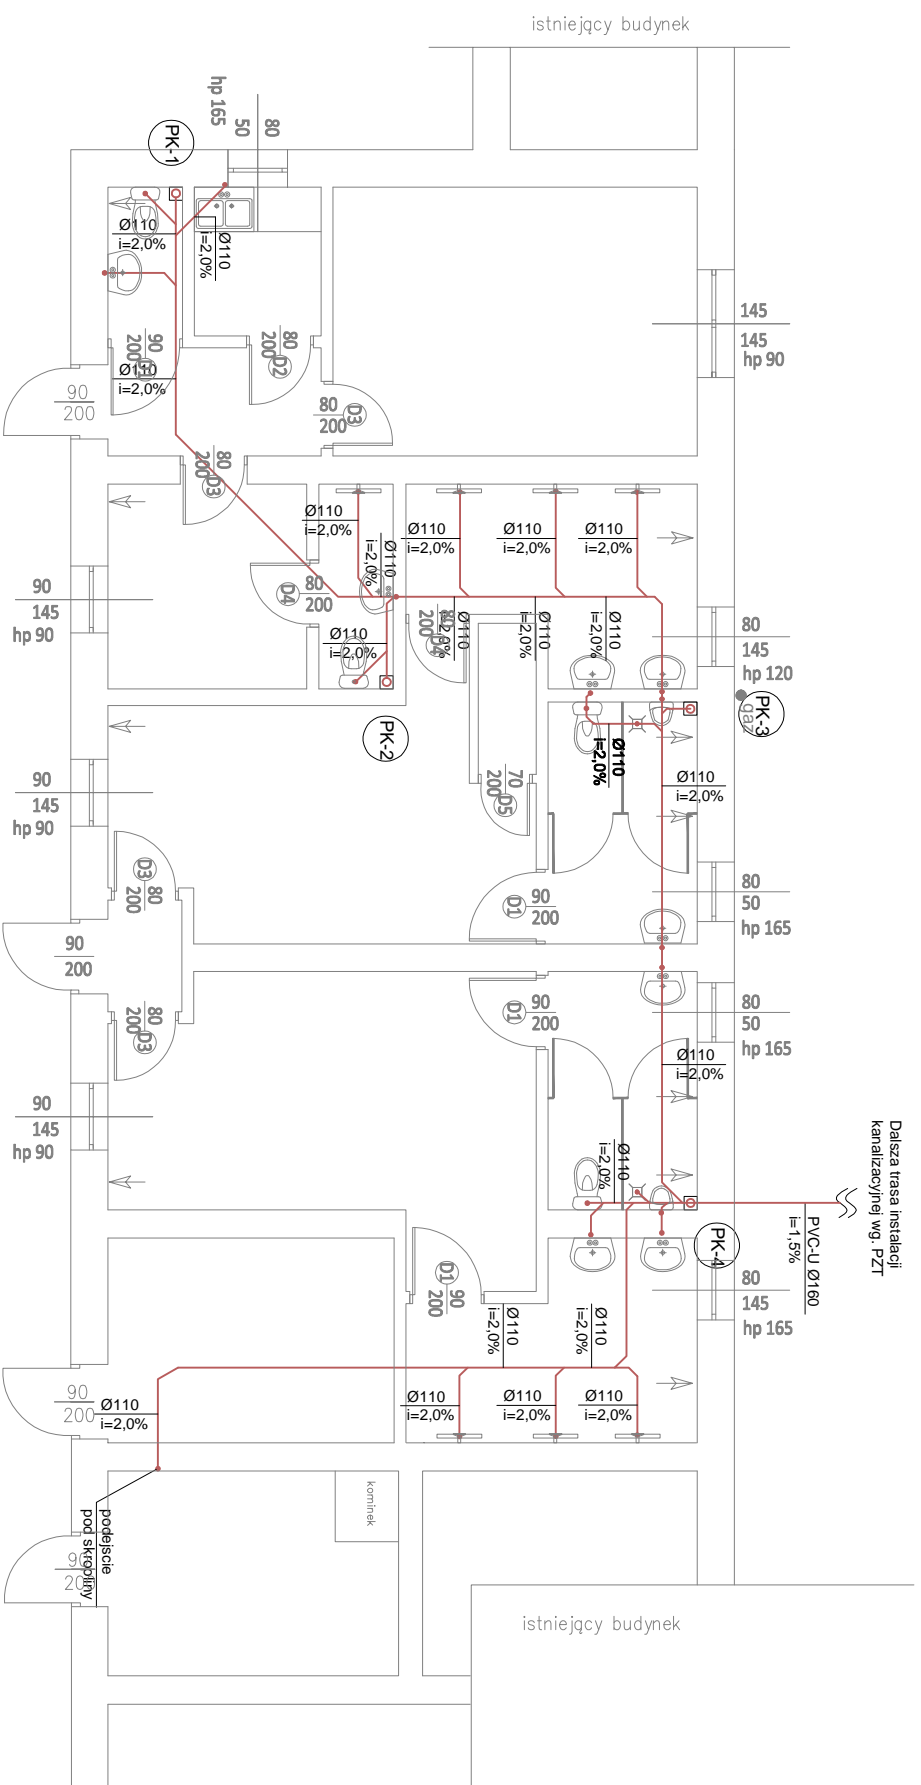 istniejący budynek
80
50
hp 165
PK-1
Ø110
i=2,0%
Ø110
i=2,0%
145
145
hp 90
90
200
D1
80
200
D2
Ø110
i=2,0%
90
200
80
200
D3
80
200
D3
Ø110
i=2,0%
Ø110
i=2,0%
Ø110
i=2,0%
Ø110
i=2,0%
Ø110
i=2,0%
90
145
hp 90
D4
80
200
80
200
D4
Ø110
i=2,0%
Ø110
i=2,0%
Ø110
i=2,0%
Ø110
i=2,0%
80
145
hp 120
PK-2
PK-3
gaz
Ø110
i=2,0%
Ø110
i=2,0%
90
145
hp 90
70
200
D5
D3
80
200
D1
90
200
80
50
hp 165
90
200
D1
90
200
80
50
hp 165
80
200
D3
Ø110
i=2,0%
90
145
hp 90
Ø110
i=2,0%
Dalsza trasa instalacji
kanalizacyjnej wg. PZT
PVC-U Ø160
i=1,5%
PK-4
D1
90
200
80
145
hp 165
Ø110
i=2,0%
Ø110
i=2,0%
90
200
Ø110
i=2,0%
Ø110
i=2,0%
Ø110
i=2,0%
Ø110
i=2,0%
kominek
podejscie
pod skropliny
90
200
istniejący budynek